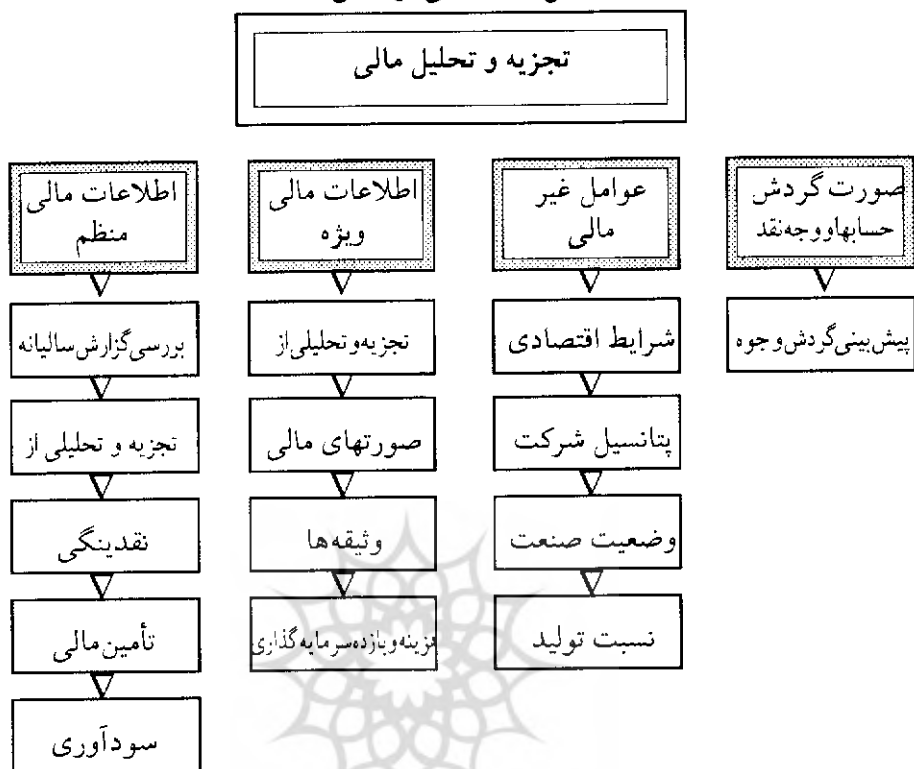 تجزیه و تحلیل مالی
صورت گردش
حسابها و وجه نقد
پیش بینی گردش وجوه
عوامل غیر
مالی
شرایط اقتصادی
پتانسیل شرکت
وضعیت صنعت
نسبت تولید
اطلاعات مالی
ویژه
تجزیه و تحلیلی از
صورتهای مالی
وثیقه‌ها
هزینه و بازده سرمایه گذاری
اطلاعات مالی
منظم
بررسی گزارش سالیانه
تجزیه و تحلیلی از
نقدینگی
تأمین مالی
سودآوری